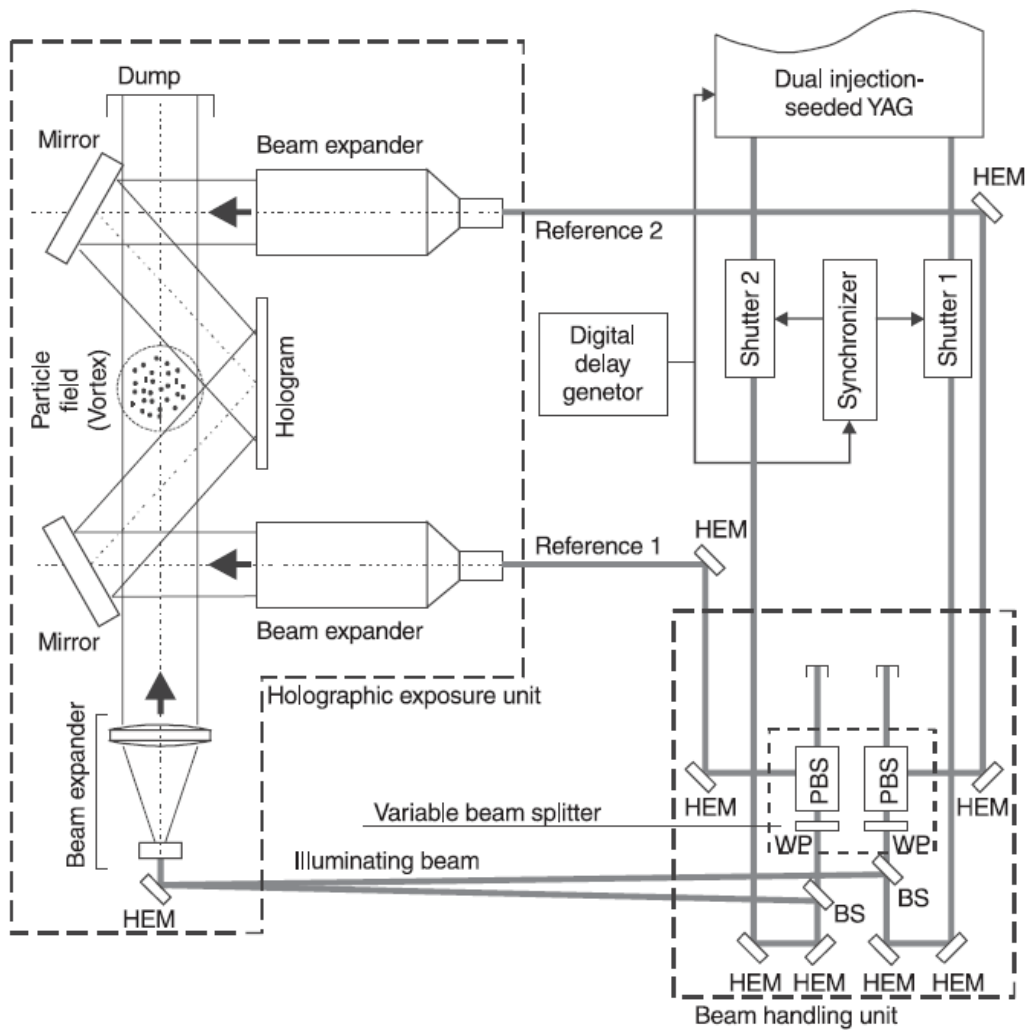 Dump
Mirror
Beam expander
Reference 2
Dual injection-
seeded YAG
HEM
Shutter 2
Synchronizer
Shutter 1
Digital
delay
genetor
Particle
field
(Vortex)
Hologram
HEM
Reference 1
Beam expander
Mirror
Holographic exposure unit
Beam expander
PBS
PBS
HEM
HEM
Variable beam splitter
WP
WP
Illuminating beam
BS
BS
HEM
HEM
HEM
HEM
HEM
Beam handling unit